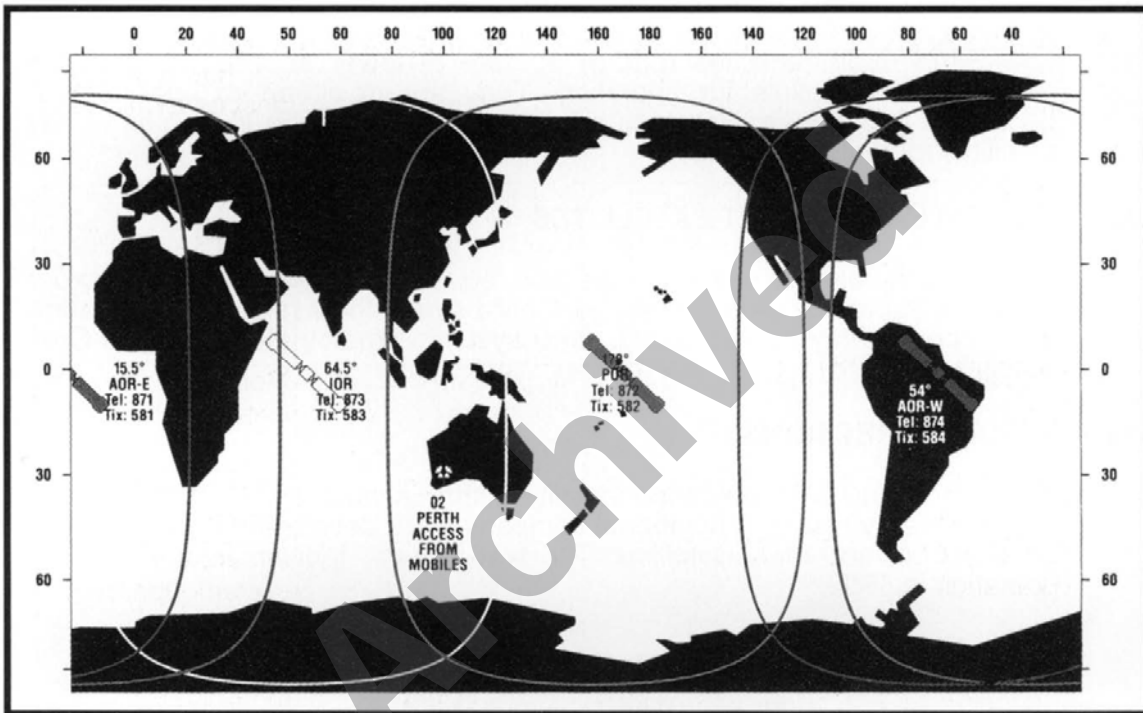 0 20 40 60 80 100 120 140 160 180 160 140 120 100 80 60 40
60 60
30 30
0 0
30 30
60 60
15.5°
AOR-E
Tel: 871
Tix: 581
64.5°
IOR
Tel: 873
Tix: 583
178°
POR
Tel: 872
Tix: 582
54°
AOR-W
Tel: 874
Tix: 584
02
PERTH
ACCESS
FROM
MOBILES
Archived